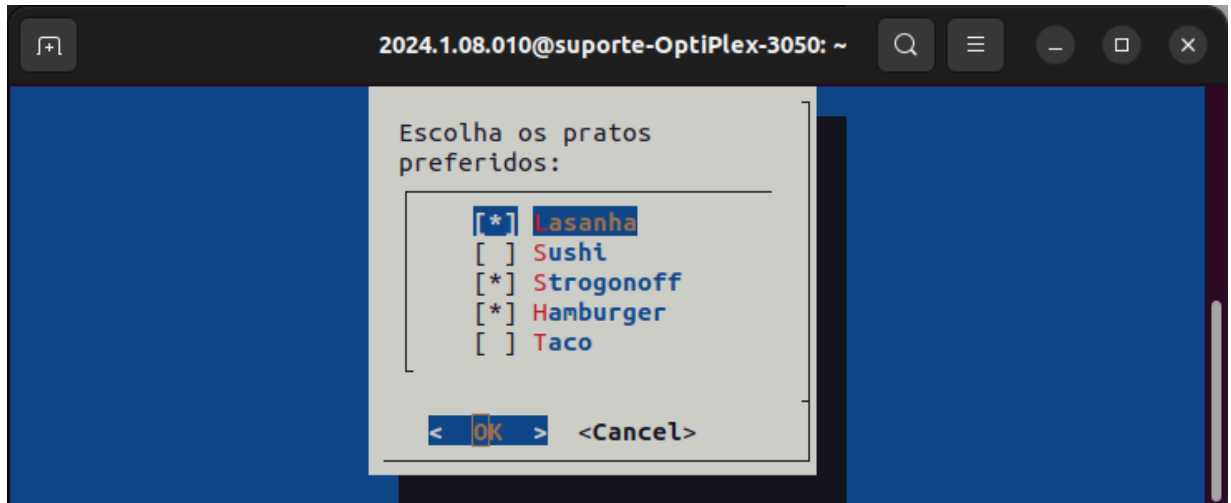 2024.1.08.010@suporte-OptiPlex-3050: ~
Escolha os pratos
preferidos:
[*] Lasanha
[ ] Sushi
[*] Strogonoff
[*] Hamburger
[ ] Taco
< OK > <Cancel>